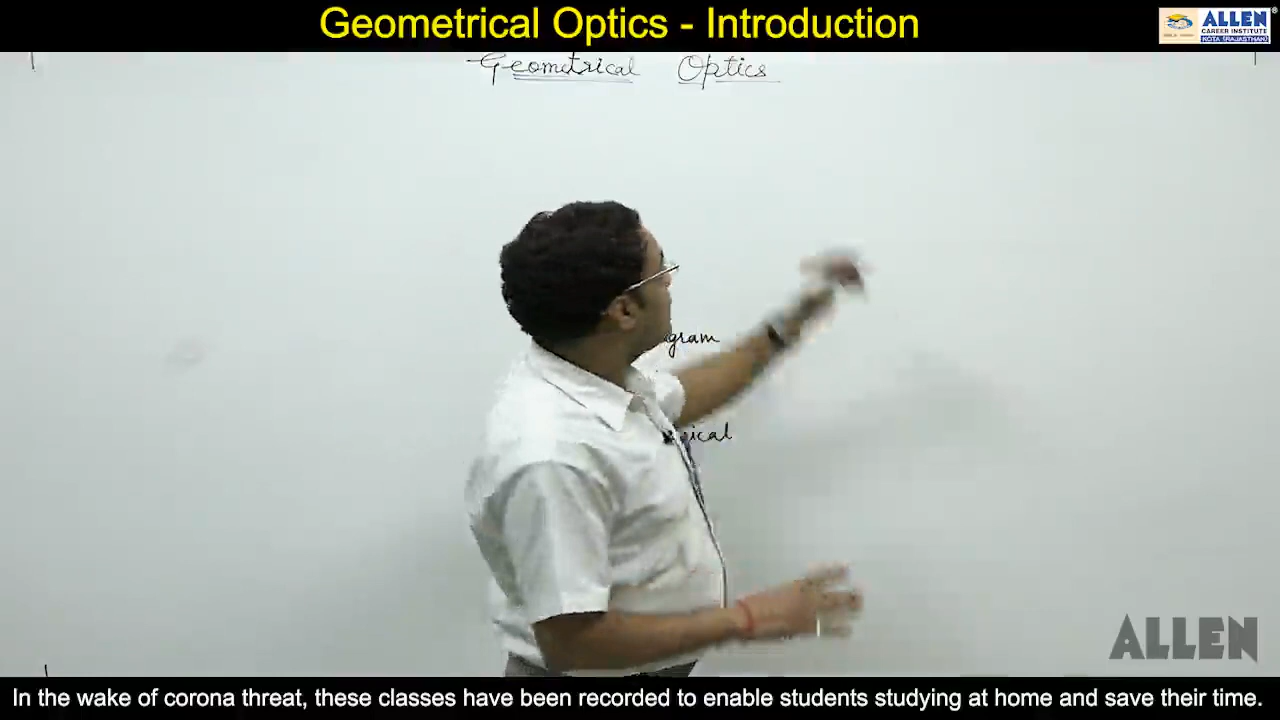 Geometrical Optics - Introduction
ALLEN
CAREER INSTITUTE
KOTA (RAJASTHAN)
Geometrical Optics
gram
ical
ALLEN
In the wake of corona threat, these classes have been recorded to enable students studying at home and save their time.